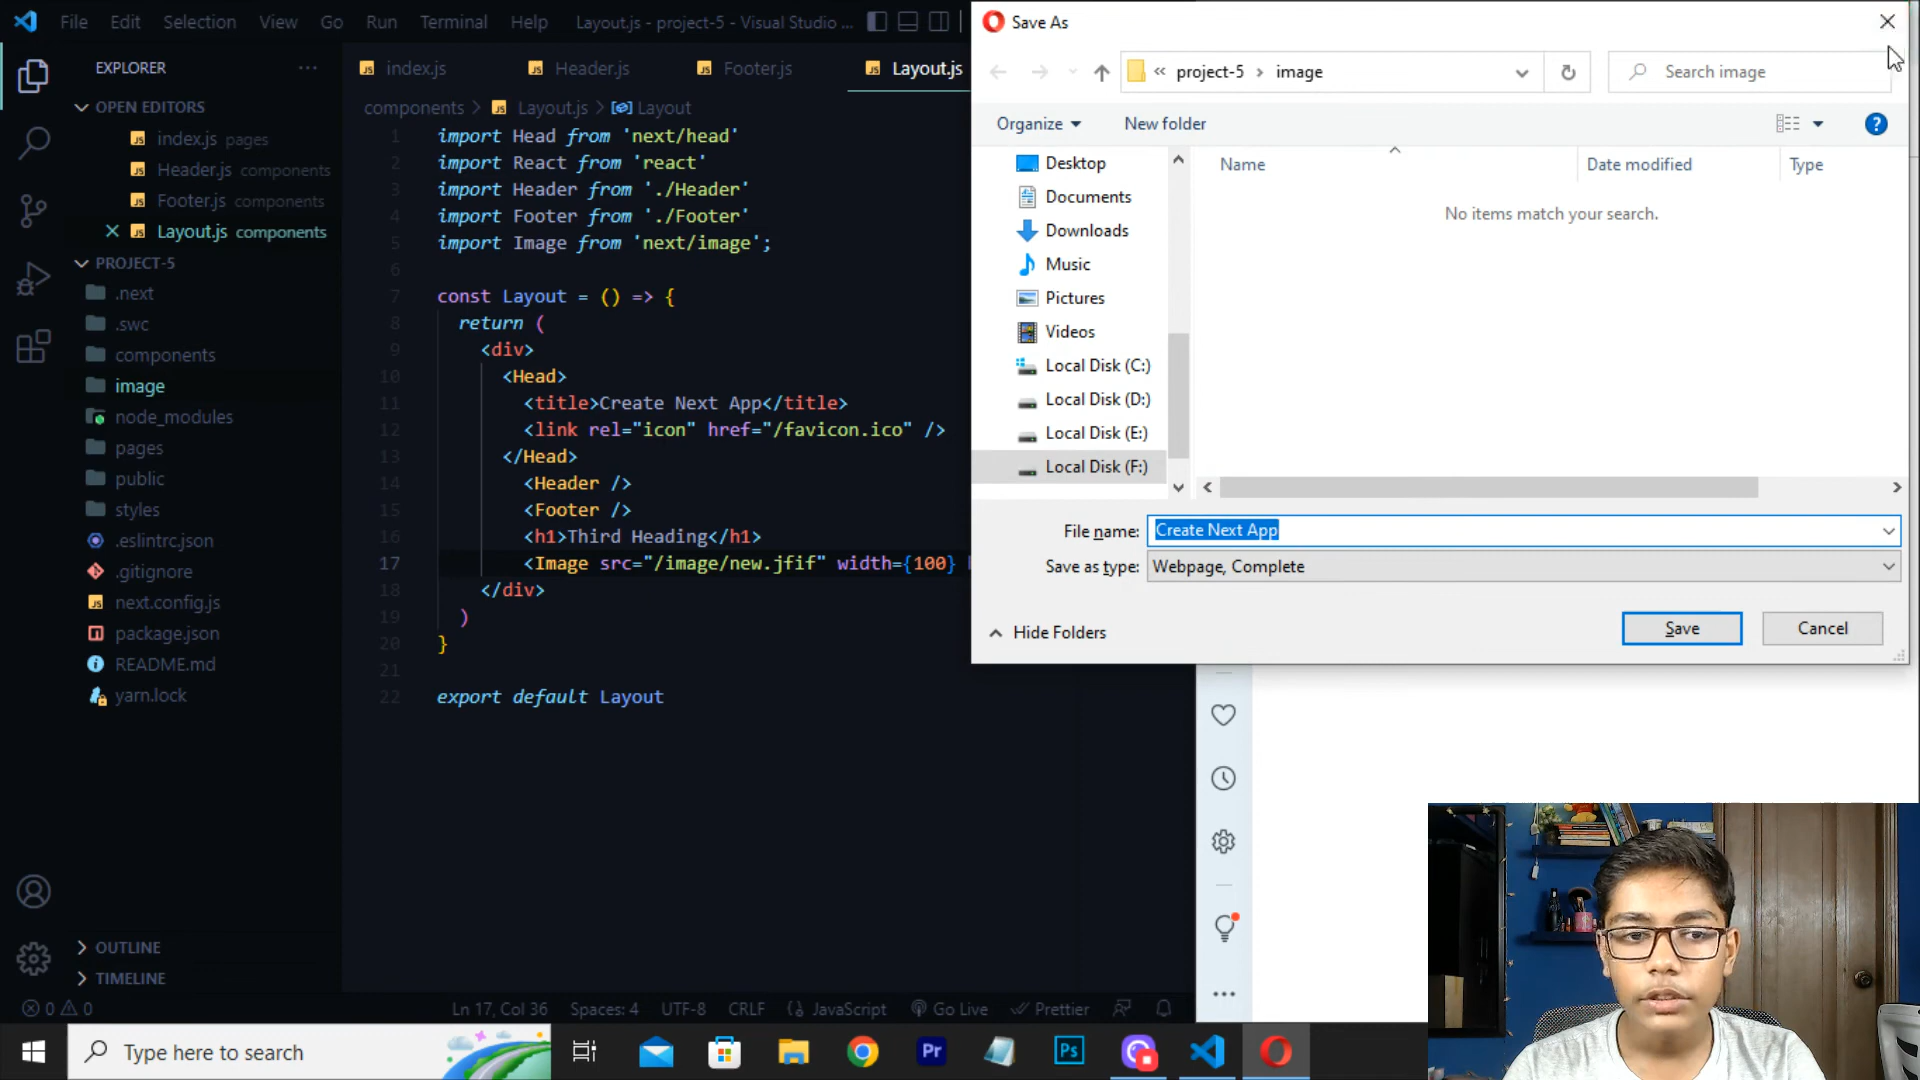 File Edit Selection View Go Run Terminal Help Layout.js - project-5 - Visual Studio ...
EXPLORER ...
OPEN EDITORS
index.js pages
Header.js components
Footer.js components
Layout.js components
PROJECT-5
.next
.swc
components
image
node_modules
pages
public
styles
.eslintrc.json
.gitignore
next.config.js
package.json
README.md
yarn.lock
OUTLINE
TIMELINE
index.js Header.js Footer.js Layout.js
components > Layout.js > Layout
1 import Head from 'next/head'
2 import React from 'react'
3 import Header from './Header'
4 import Footer from './Footer'
5 import Image from 'next/image';
6
7 const Layout = () => {
8 return (
9 <div>
10 <Head>
11 <title>Create Next App</title>
12 <link rel="icon" href="/favicon.ico" />
13 </Head>
14 <Header />
15 <Footer />
16 <h1>Third Heading</h1>
17 <Image src="/image/new.jfif" width={100}
18 </div>
19 )
20 }
21
22 export default Layout
0 0 Ln 17, Col 36 Spaces: 4 UTF-8 CRLF {} JavaScript Go Live Prettier
Save As
« project-5 > image
Search image
Organize New folder
Desktop
Documents
Downloads
Music
Pictures
Videos
Local Disk (C:)
Local Disk (D:)
Local Disk (E:)
Local Disk (F:)
Name Date modified Type
No items match your search.
File name: Create Next App
Save as type: Webpage, Complete
Hide Folders
Save Cancel
Type here to search
Pr
Ps